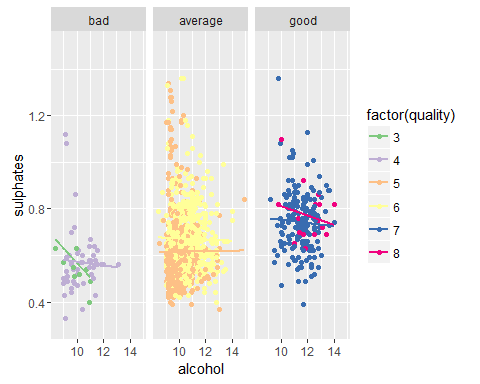 bad average good
1.2
0.8
0.4
sulphates
10 12 14 10 12 14 10 12 14
alcohol
factor(quality)
3
4
5
6
7
8